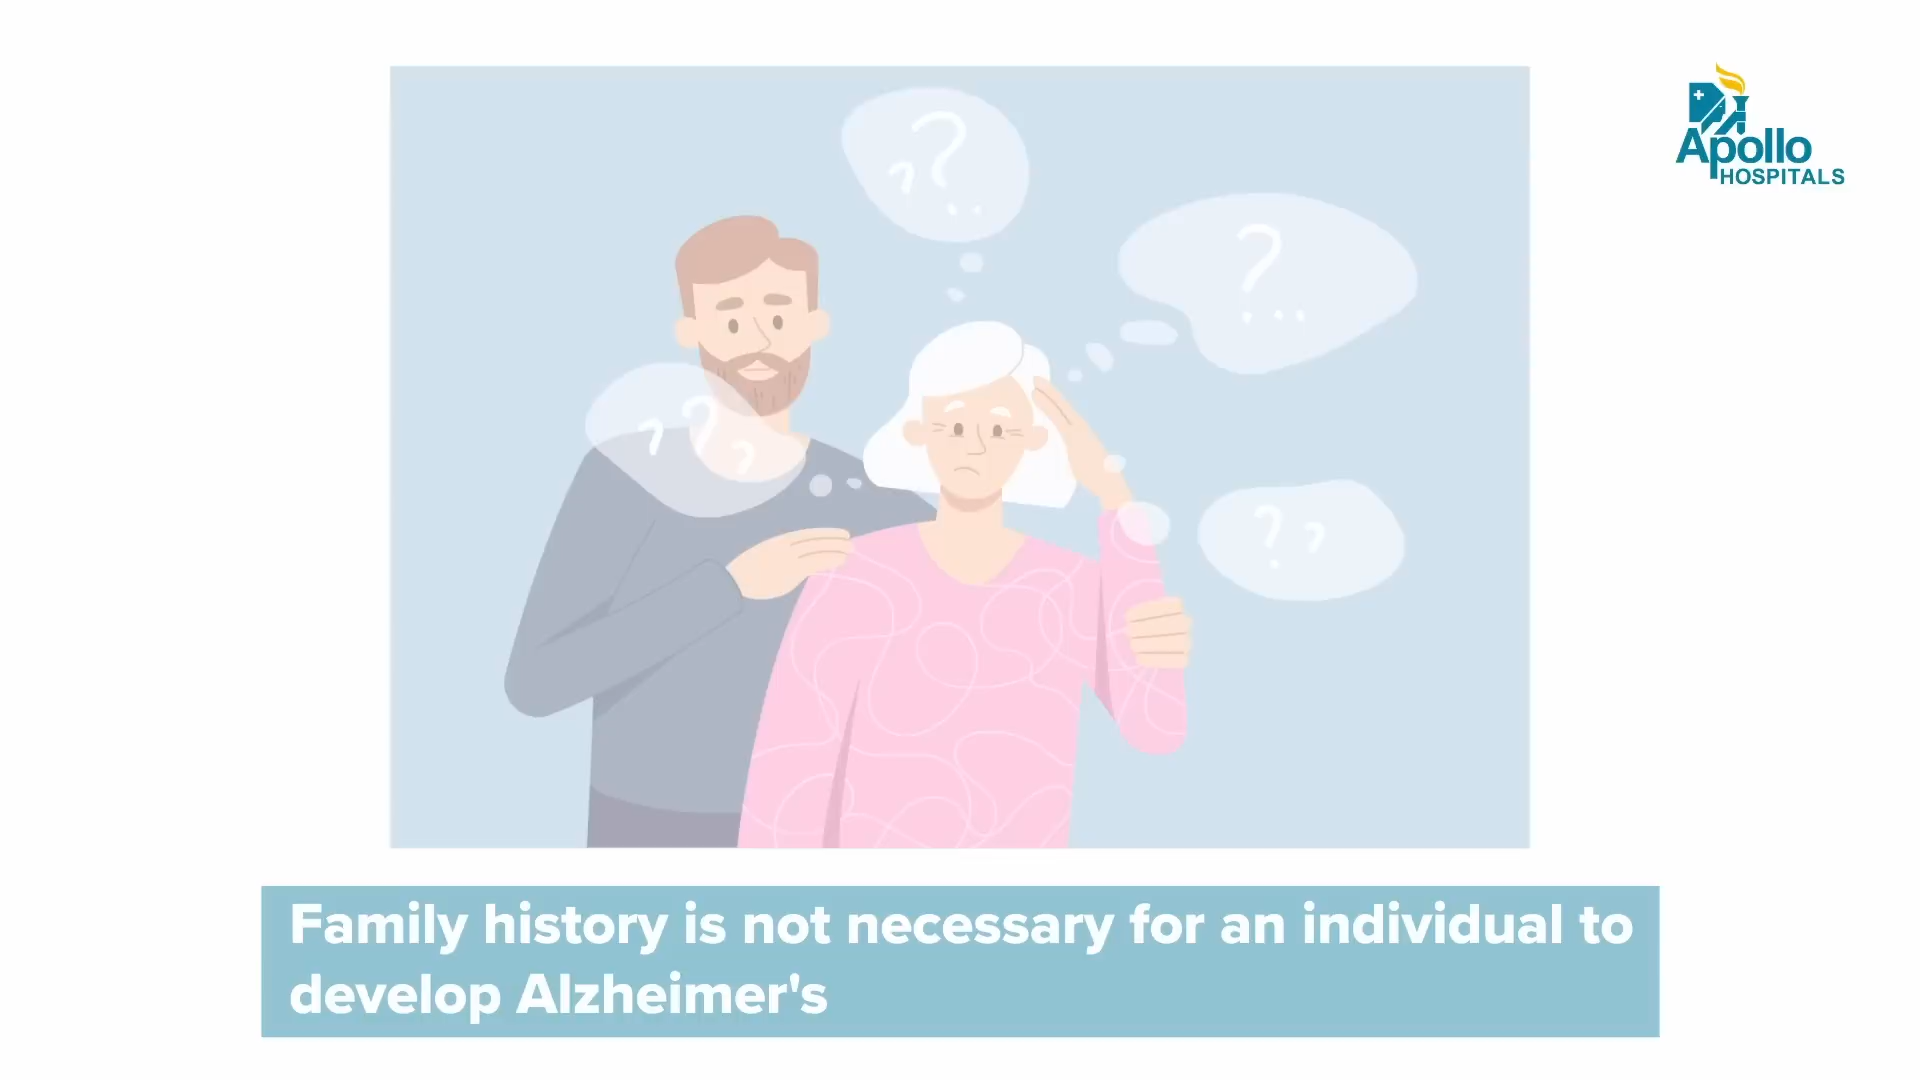 Apollo
HOSPITALS
? ?
?
? ? ?
? ?
Family history is not necessary for an individual to
develop Alzheimer's